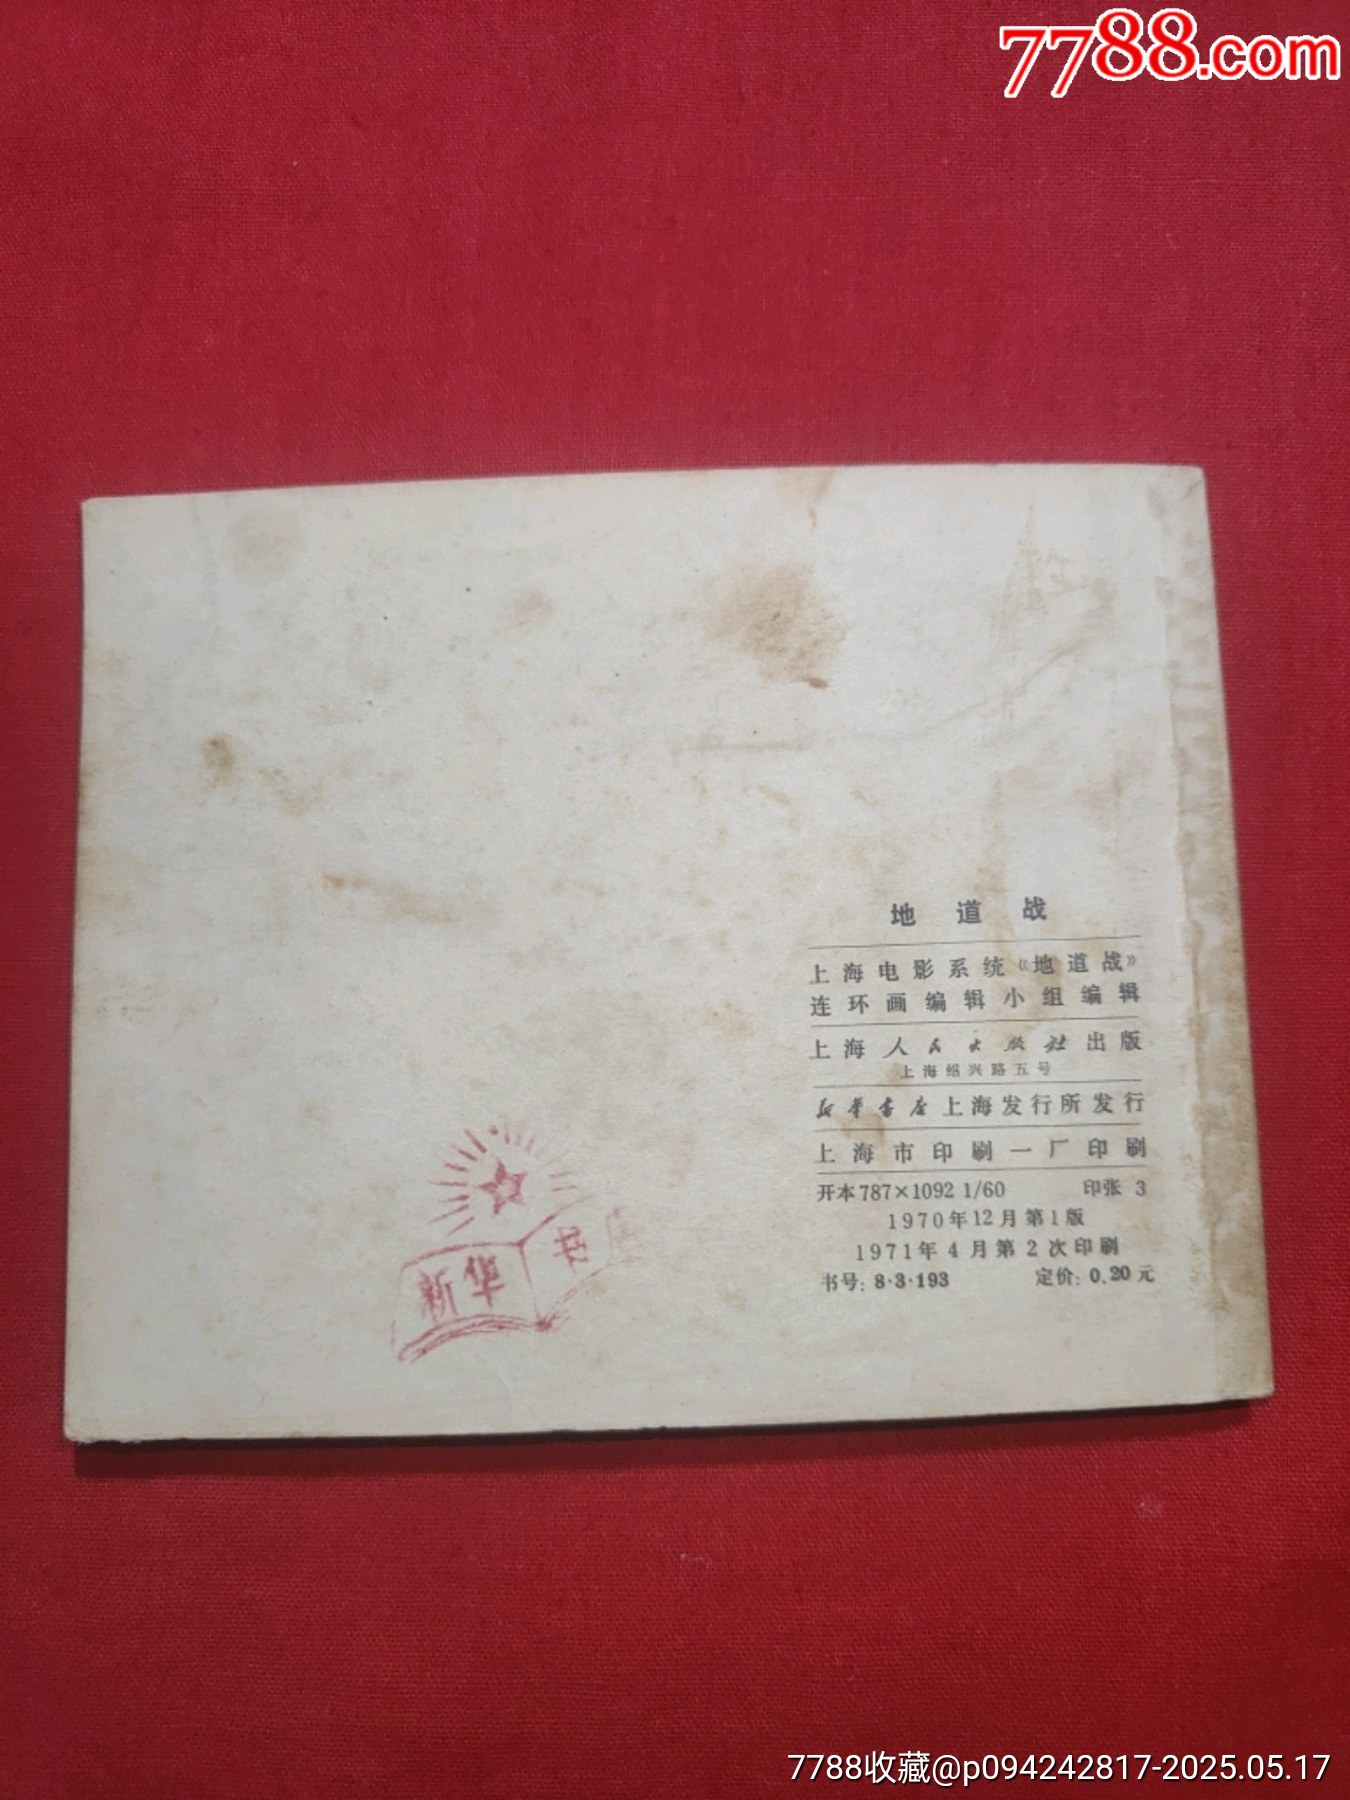 7788.com
地道战
上海电影系统《地道战》
连环画编辑小组编辑
上海人民出版社出版
上海绍兴路五号
新华书店上海发行所发行
上海市印刷一厂印刷
开本 787×1092 1/60 印张 3
1970年12月第1版
1971年4月第2次印刷
书号: 8·3·193 定价: 0.20元
新华书店
7788收藏@p094242817-2025.05.17